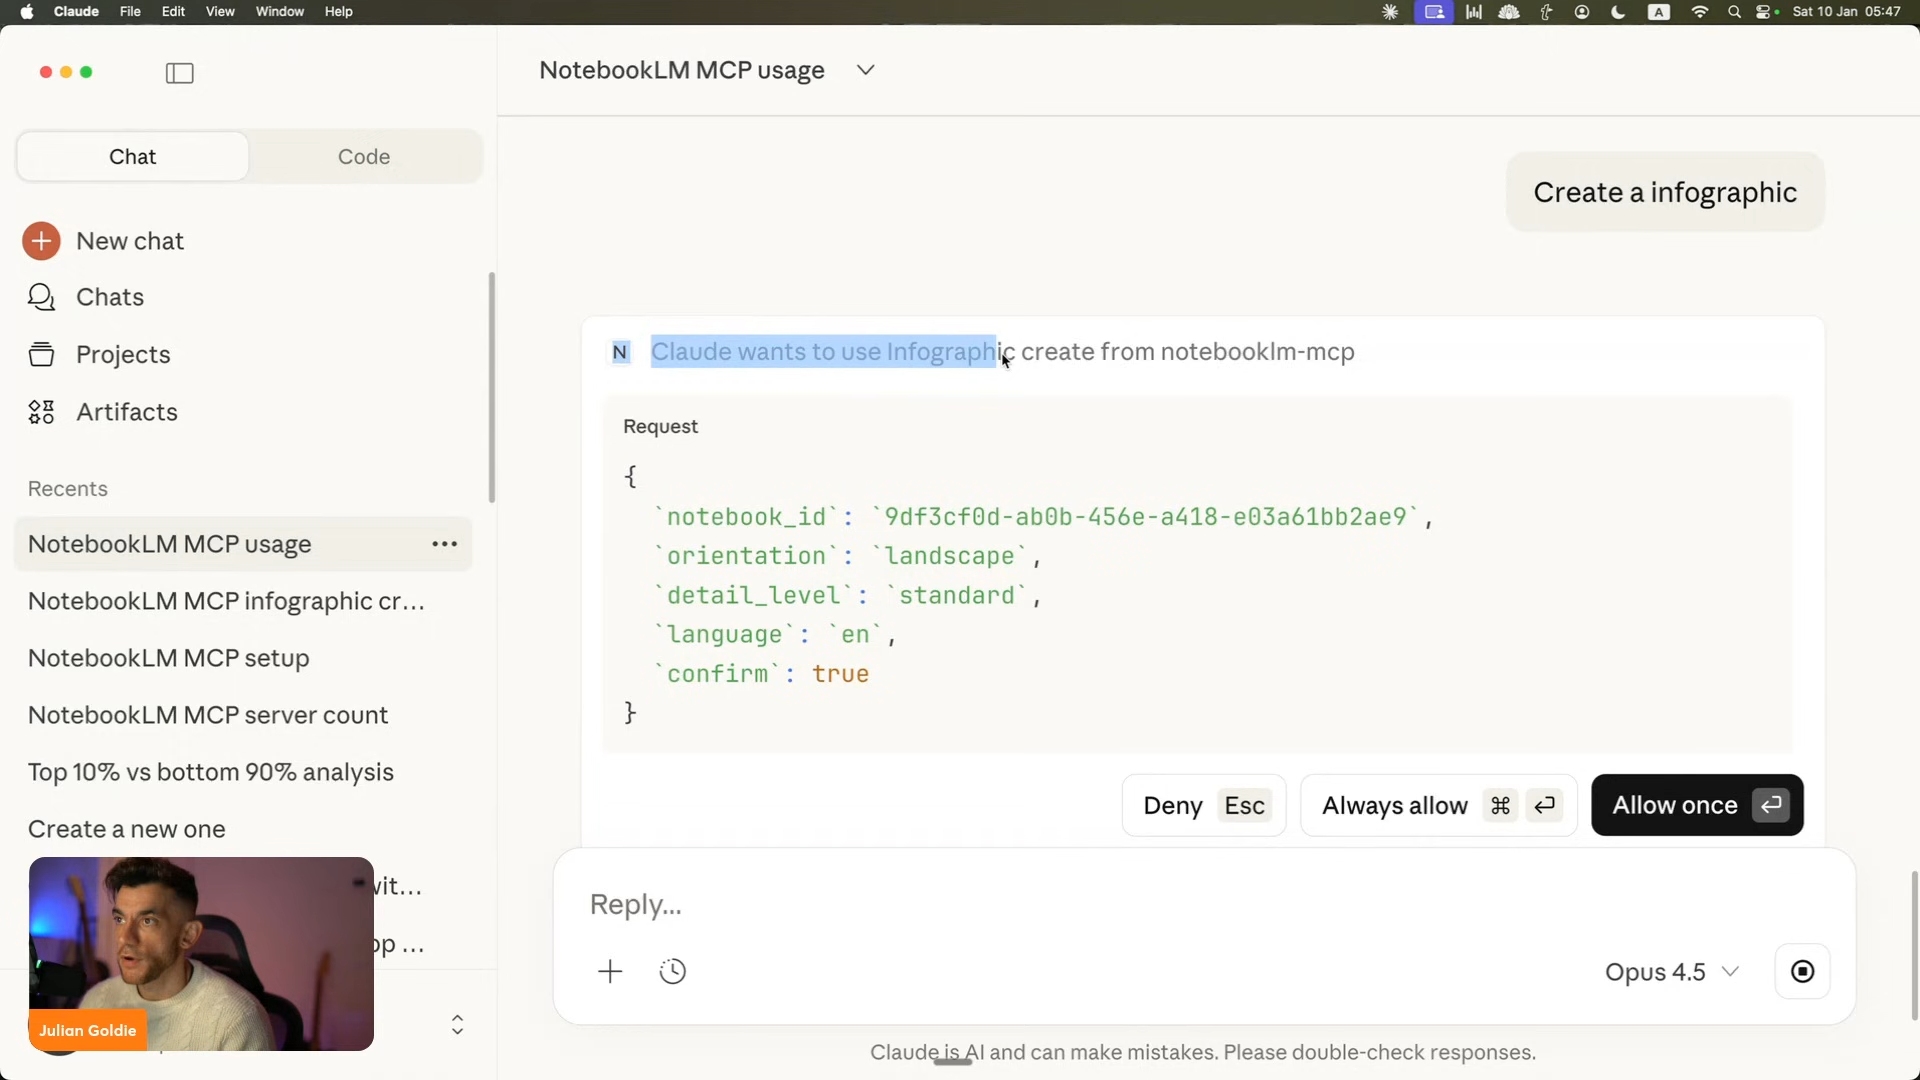 Claude File Edit View Window Help
A Sat 10 Jan 05:47
NotebookLM MCP usage
Chat Code
New chat
Chats
Projects
Artifacts
Recents
NotebookLM MCP usage
NotebookLM MCP infographic cr...
NotebookLM MCP setup
NotebookLM MCP server count
Top 10% vs bottom 90% analysis
Create a new one
Julian Goldie
Create a infographic
N Claude wants to use Infographic create from notebooklm-mcp
Request
{
`notebook_id`: `9df3cf0d-ab0b-456e-a418-e03a61bb2ae9`,
`orientation`: `landscape`,
`detail_level`: `standard`,
`language`: `en`,
`confirm`: true
}
Deny Esc Always allow ⌘ Allow once
Reply...
Opus 4.5
Claude is AI and can make mistakes. Please double-check responses.